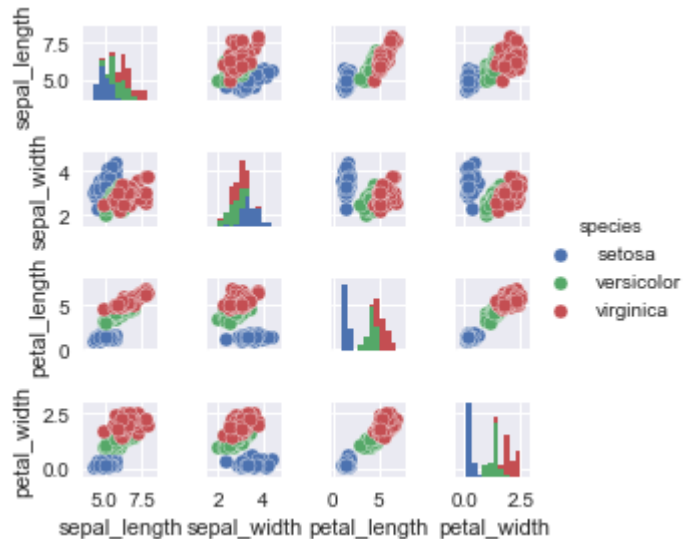 sepal_length
7.5
5.0
sepal_width
4
2
petal_length
5
0
petal_width
2.5
0.0
5.0 7.5
2 4
0 5
0.0 2.5
sepal_length sepal_width petal_length petal_width
species
setosa
versicolor
virginica